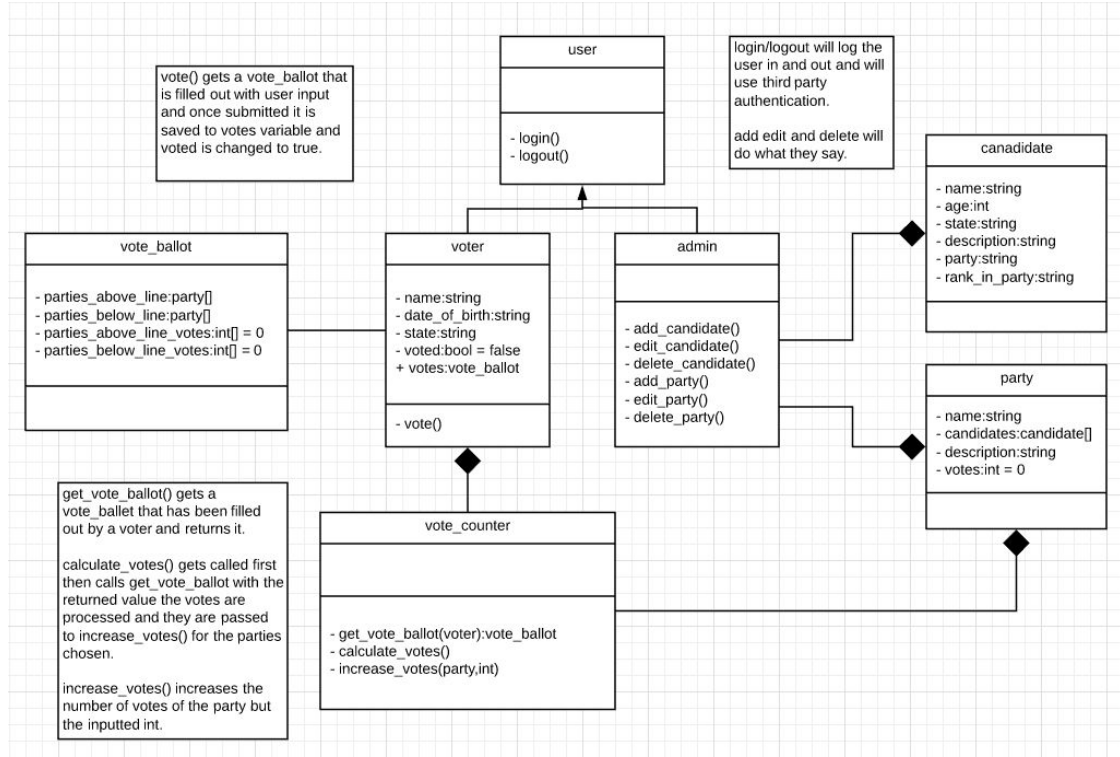 user
- login()
- logout()
vote() gets a vote_ballot that
is filled out with user input
and once submitted it is
saved to votes variable and
voted is changed to true.
login/logout will log the
user in and out and will
use third party
authentication.
add edit and delete will
do what they say.
canadidate
- name:string
- age:int
- state:string
- description:string
- party:string
- rank_in_party:string
vote_ballot
- parties_above_line:party[]
- parties_below_line:party[]
- parties_above_line_votes:int[] = 0
- parties_below_line_votes:int[] = 0
voter
- name:string
- date_of_birth:string
- state:string
- voted:bool = false
+ votes:vote_ballot
- vote()
admin
- add_candidate()
- edit_candidate()
- delete_candidate()
- add_party()
- edit_party()
- delete_party()
party
- name:string
- candidates:candidate[]
- description:string
- votes:int = 0
get_vote_ballot() gets a
vote_ballet that has been filled
out by a voter and returns it.
calculate_votes() gets called first
then calls get_vote_ballot with the
returned value the votes are
processed and they are passed
to increase_votes() for the parties
chosen.
increase_votes() increases the
number of votes of the party but
the inputted int.
vote_counter
- get_vote_ballot(voter):vote_ballot
- calculate_votes()
- increase_votes(party,int)